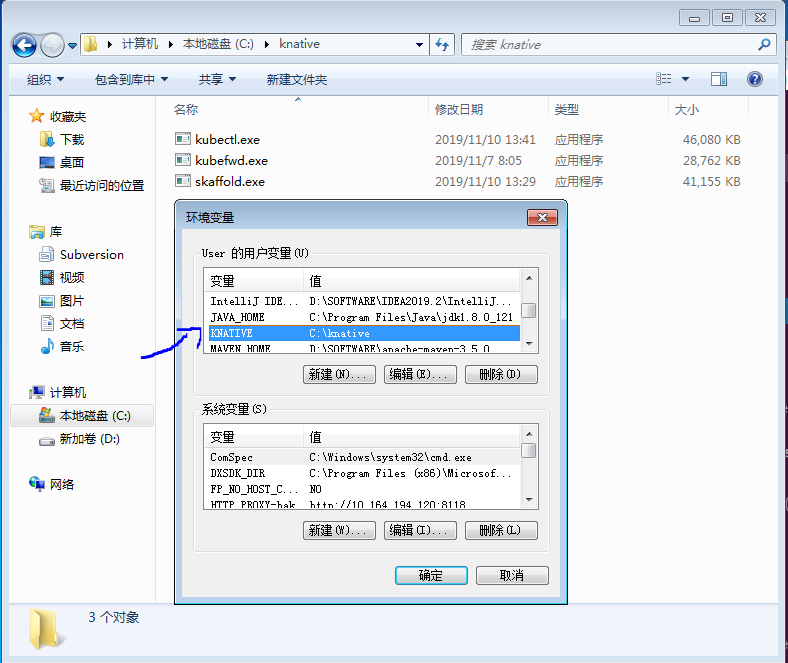 计算机 本地磁盘 (C:) knative
搜索 knative
组织 包含到库中 共享 新建文件夹
名称 修改日期 类型 大小
kubectl.exe 2019/11/10 13:41 应用程序 46,080 KB
kubefwd.exe 2019/11/7 8:05 应用程序 28,762 KB
skaffold.exe 2019/11/10 13:29 应用程序 41,155 KB
收藏夹
下载
桌面
最近访问的位置
库
Subversion
视频
图片
文档
音乐
计算机
本地磁盘 (C:)
新加卷 (D:)
网络
环境变量
User 的用户变量(U)
变量 值
IntelliJ IDE... D:\SOFTWARE\IDEA2019.2\IntelliJ...
JAVA_HOME C:\Program Files\Java\jdk1.8.0_121
KNATIVE C:\knative
MAVEN_HOME D:\SOFTWARE\apache-maven-3.5.0
新建(N)... 编辑(E)... 删除(D)
系统变量(S)
变量 值
ComSpec C:\Windows\system32\cmd.exe
DXSDK_DIR C:\Program Files (x86)\Microsof...
FP_NO_HOST_C... NO
HTTP_PROXY-bak http://10.164.194.120:8118
新建(W)... 编辑(I)... 删除(L)
确定 取消
3 个对象